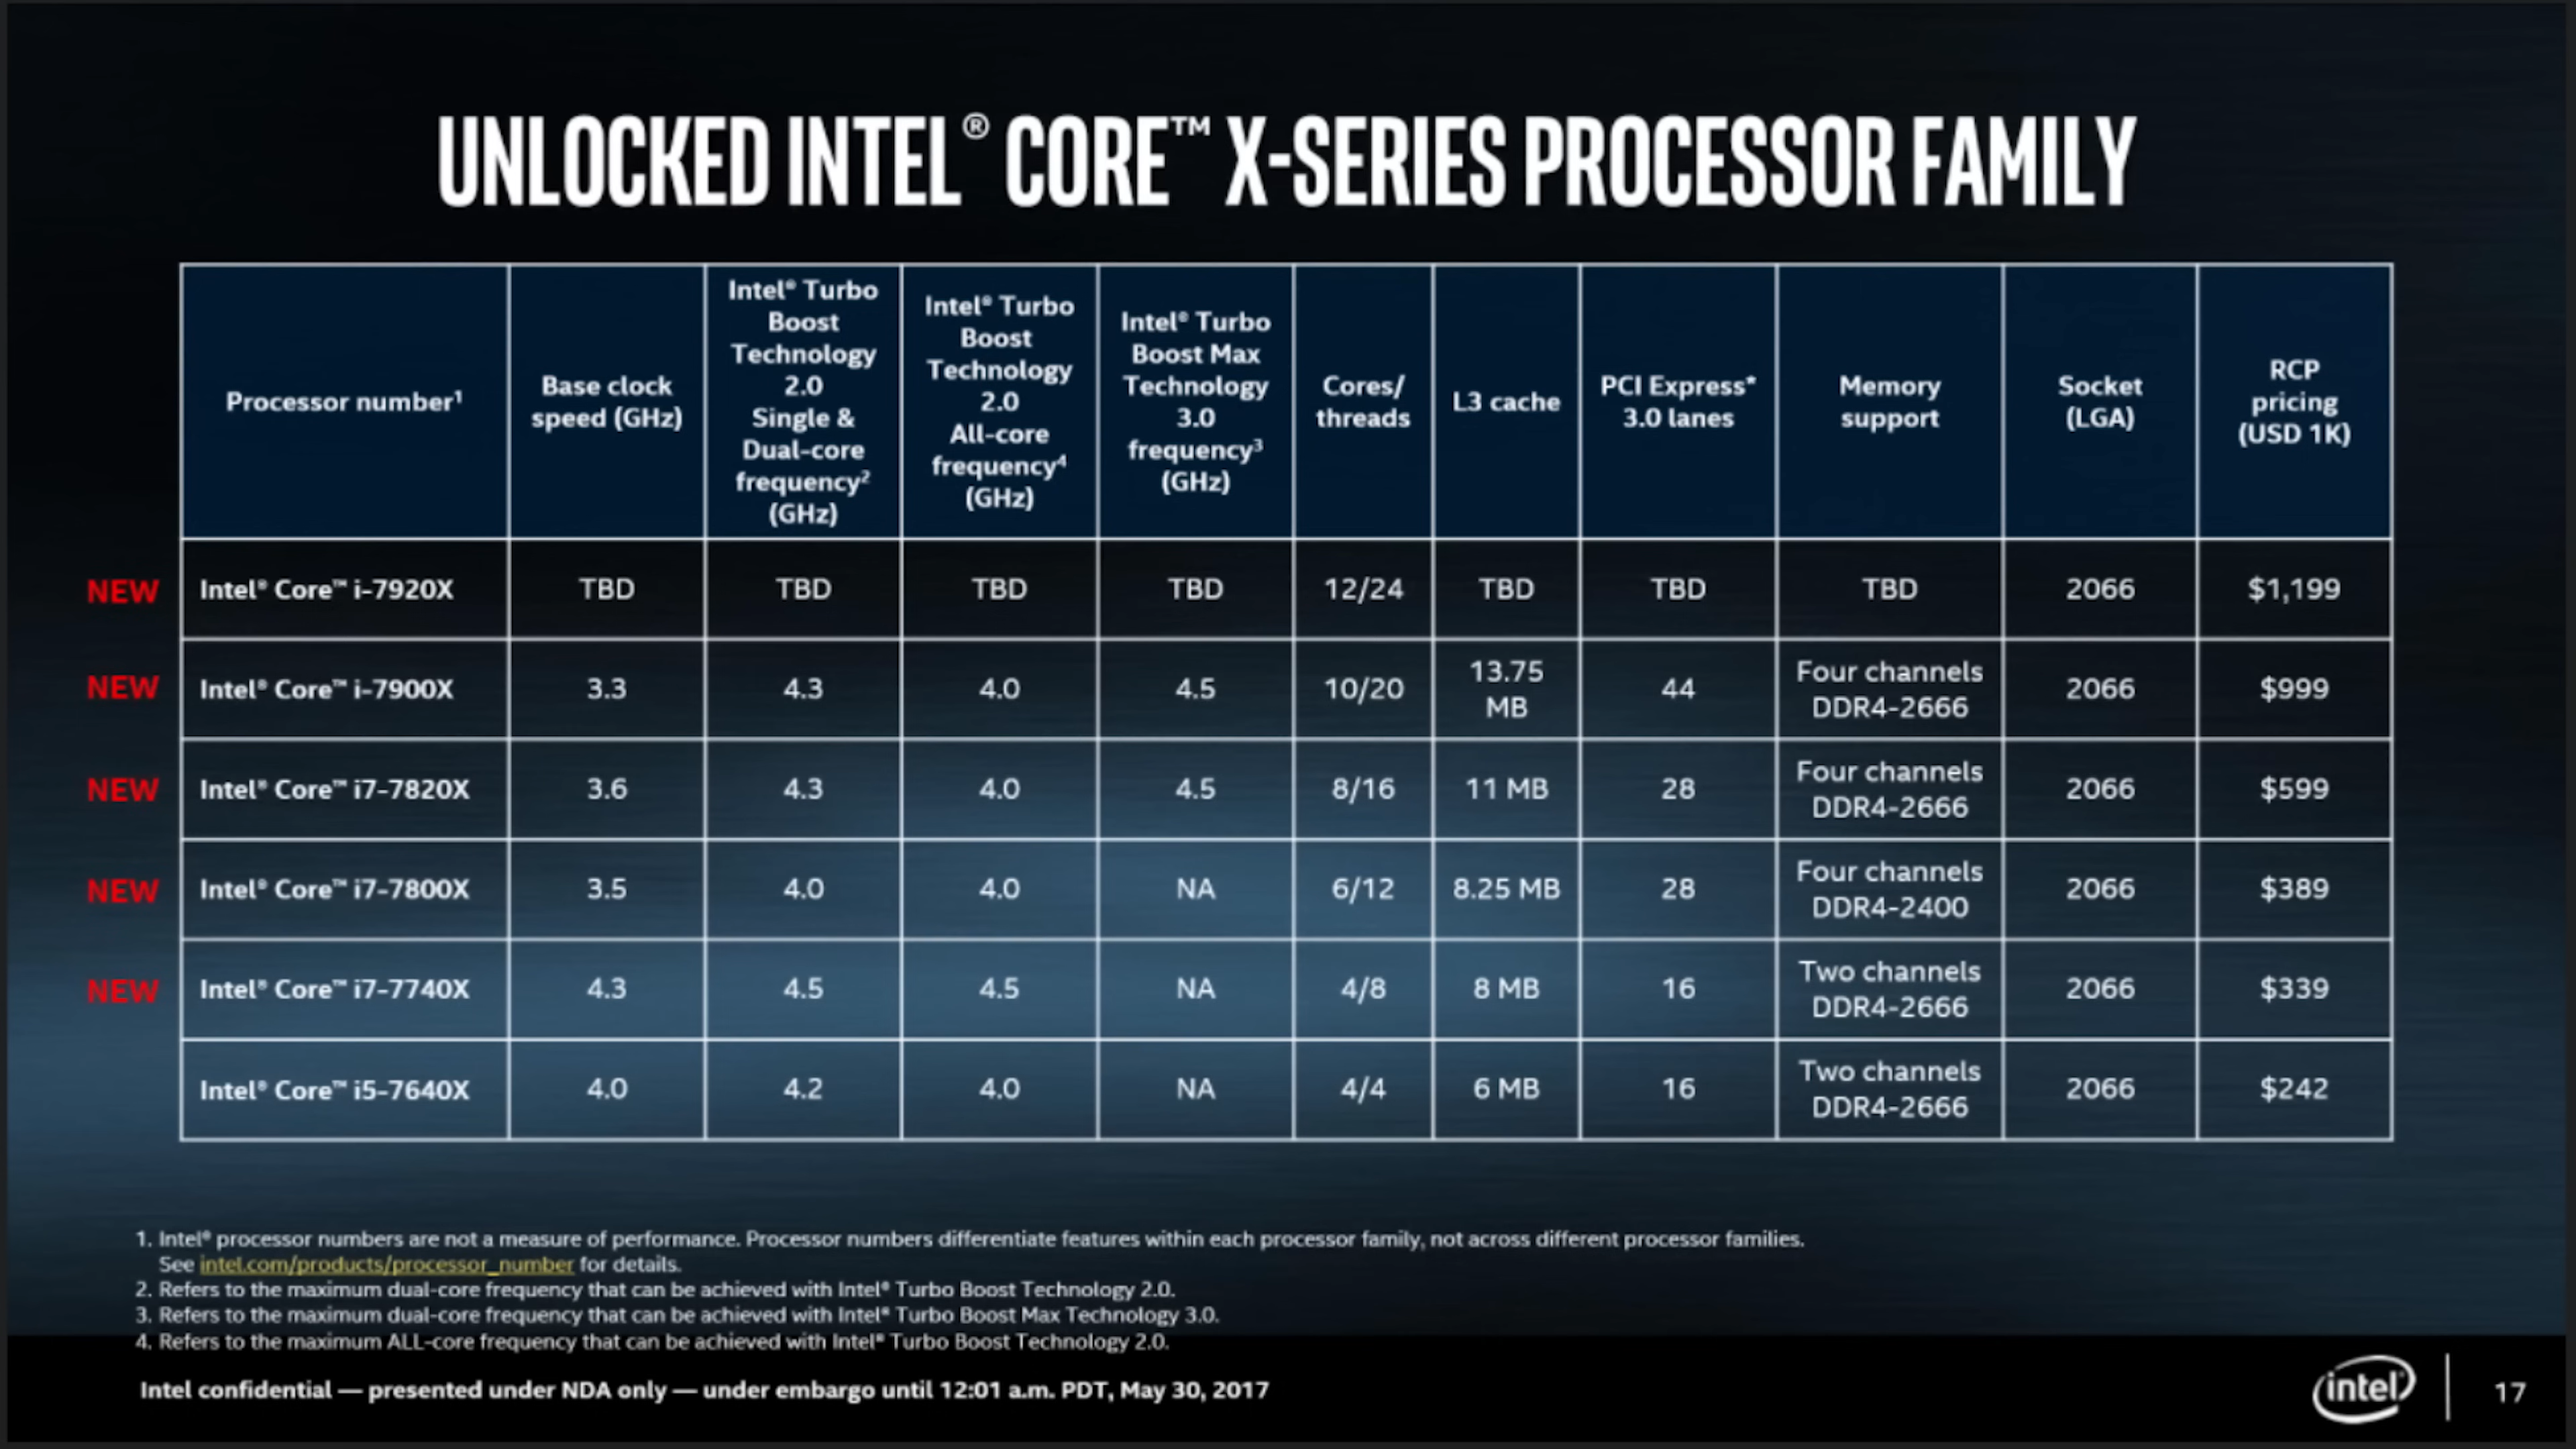 UNLOCKED INTEL® CORE™ X-SERIES PROCESSOR FAMILY
Processor number¹
Base clock
speed (GHz)
Intel® Turbo
Boost
Technology
2.0
Single &
Dual-core
frequency²
(GHz)
Intel® Turbo
Boost
Technology
2.0
All-core
frequency⁴
(GHz)
Intel® Turbo
Boost Max
Technology
3.0
frequency³
(GHz)
Cores/
threads
L3 cache
PCI Express*
3.0 lanes
Memory
support
Socket
(LGA)
RCP
pricing
(USD 1K)
NEW Intel® Core™ i-7920X TBD TBD TBD TBD 12/24 TBD TBD TBD 2066 $1,199
NEW Intel® Core™ i-7900X 3.3 4.3 4.0 4.5 10/20
13.75
MB
44
Four channels
DDR4-2666
2066 $999
NEW Intel® Core™ i7-7820X 3.6 4.3 4.0 4.5 8/16 11 MB 28
Four channels
DDR4-2666
2066 $599
NEW Intel® Core™ i7-7800X 3.5 4.0 4.0 NA 6/12 8.25 MB 28
Four channels
DDR4-2400
2066 $389
NEW Intel® Core™ i7-7740X 4.3 4.5 4.5 NA 4/8 8 MB 16
Two channels
DDR4-2666
2066 $339
Intel® Core™ i5-7640X 4.0 4.2 4.0 NA 4/4 6 MB 16
Two channels
DDR4-2666
2066 $242
1. Intel® processor numbers are not a measure of performance. Processor numbers differentiate features within each processor family, not across different processor families.
See intel.com/products/processor_number for details.
2. Refers to the maximum dual-core frequency that can be achieved with Intel® Turbo Boost Technology 2.0.
3. Refers to the maximum dual-core frequency that can be achieved with Intel® Turbo Boost Max Technology 3.0.
4. Refers to the maximum ALL-core frequency that can be achieved with Intel® Turbo Boost Technology 2.0.
Intel confidential — presented under NDA only — under embargo until 12:01 a.m. PDT, May 30, 2017
intel
17